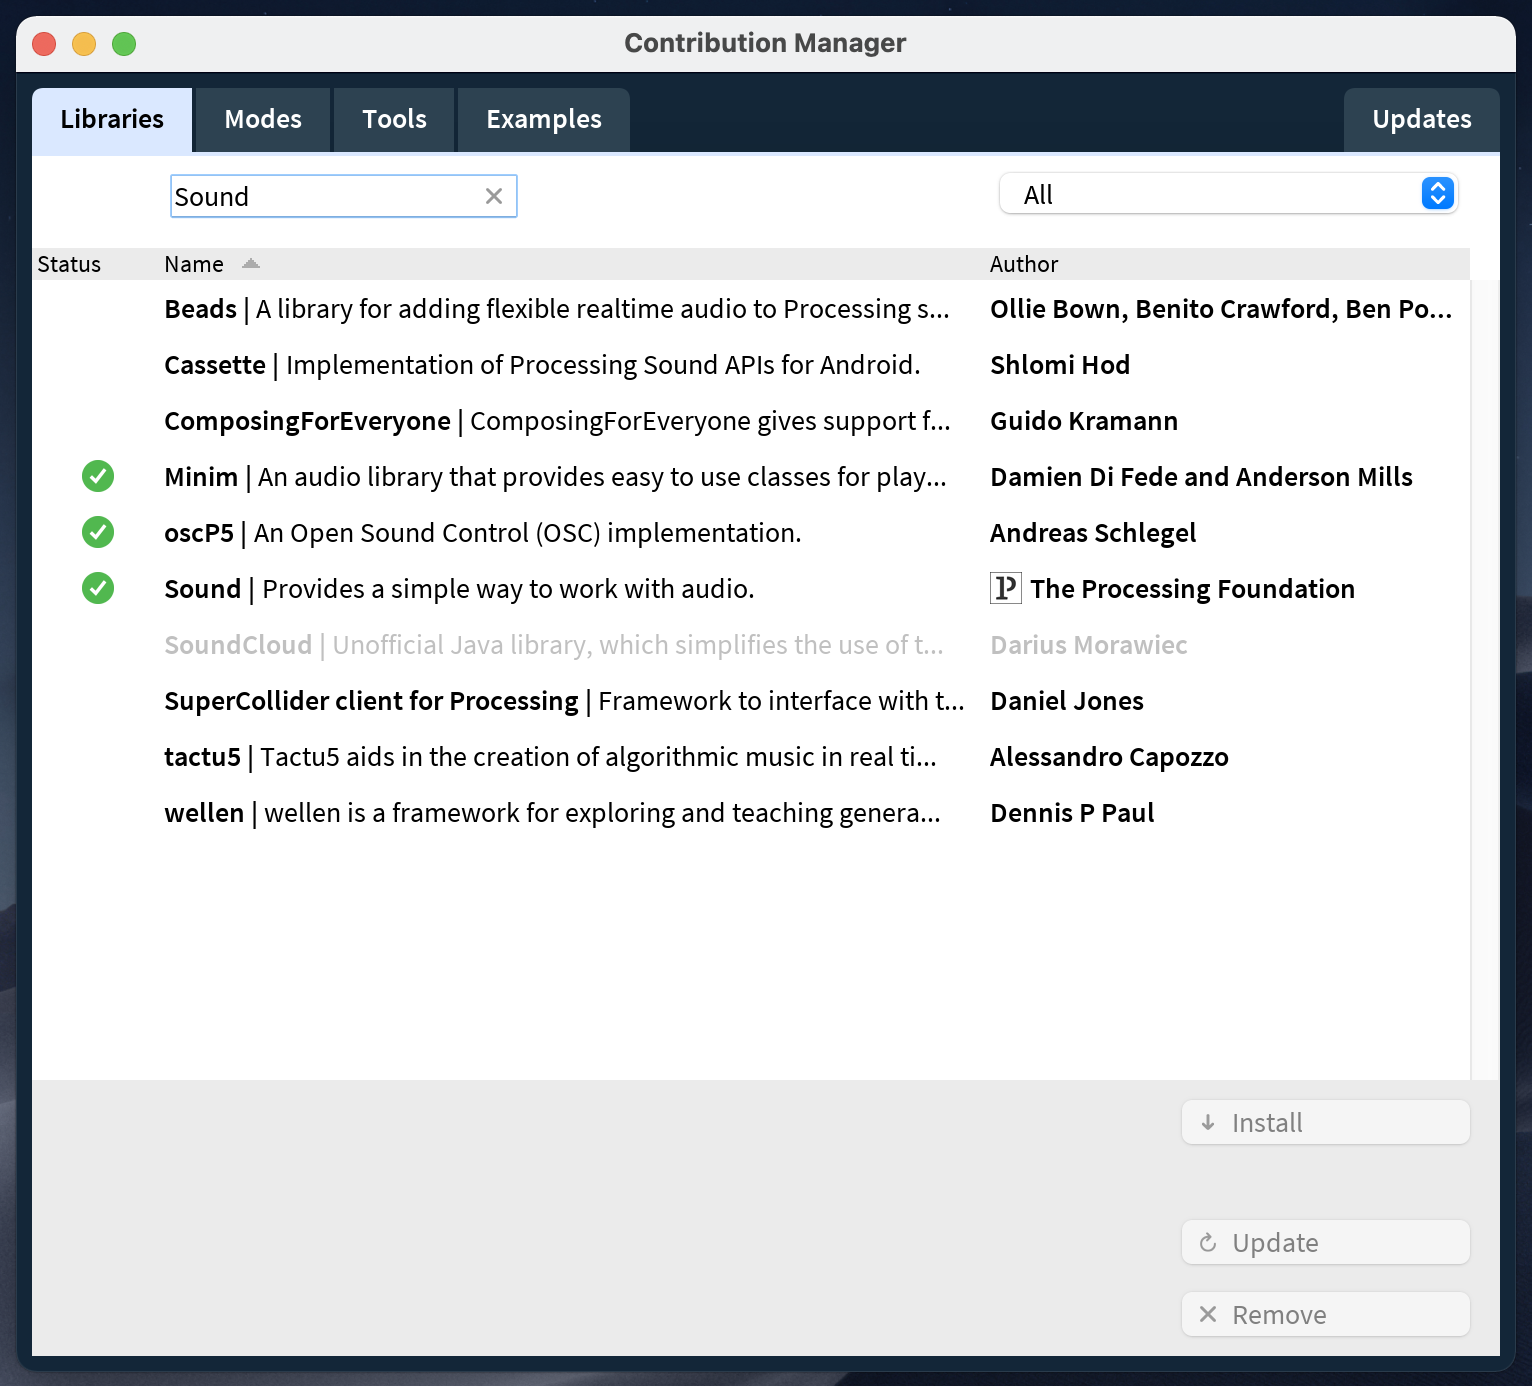 Contribution Manager
Libraries Modes Tools Examples Updates
Sound All
Status Name Author
Beads | A library for adding flexible realtime audio to Processing s... Ollie Bown, Benito Crawford, Ben Po...
Cassette | Implementation of Processing Sound APIs for Android. Shlomi Hod
ComposingForEveryone | ComposingForEveryone gives support f... Guido Kramann
Minim | An audio library that provides easy to use classes for play... Damien Di Fede and Anderson Mills
oscP5 | An Open Sound Control (OSC) implementation. Andreas Schlegel
Sound | Provides a simple way to work with audio. P The Processing Foundation
SoundCloud | Unofficial Java library, which simplifies the use of t... Darius Morawiec
SuperCollider client for Processing | Framework to interface with t... Daniel Jones
tactu5 | Tactu5 aids in the creation of algorithmic music in real ti... Alessandro Capozzo
wellen | wellen is a framework for exploring and teaching genera... Dennis P Paul
Install
Update
Remove